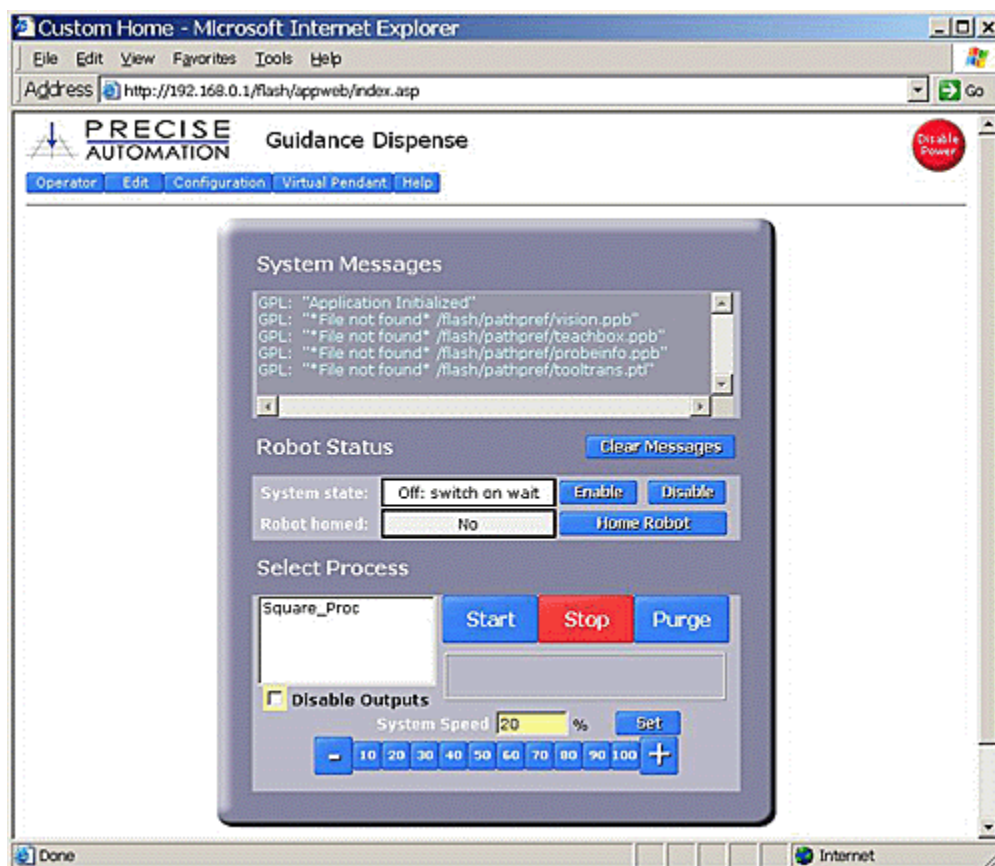 Custom Home - Microsoft Internet Explorer
File Edit View Favorites Tools Help
Address http://192.168.0.1/flash/appweb/index.asp Go
PRECISE AUTOMATION Guidance Dispense Disable Power
Operator Edit Configuration Virtual Pendant Help
System Messages
GPL: "Application Initialized"
GPL: "*File not found* /flash/pathpref/vision.ppb"
GPL: "*File not found* /flash/pathpref/teachbox.ppb"
GPL: "*File not found* /flash/pathpref/probeinfo.ppb"
GPL: "*File not found* /flash/pathpref/tooltrans.ptl"
Robot Status Clear Messages
System state: Off: switch on wait Enable Disable
Robot homed: No Home Robot
Select Process
Square_Proc Start Stop Purge
Disable Outputs
System Speed 20 % Set
- 10 20 30 40 50 60 70 80 90 100 +
Done Internet